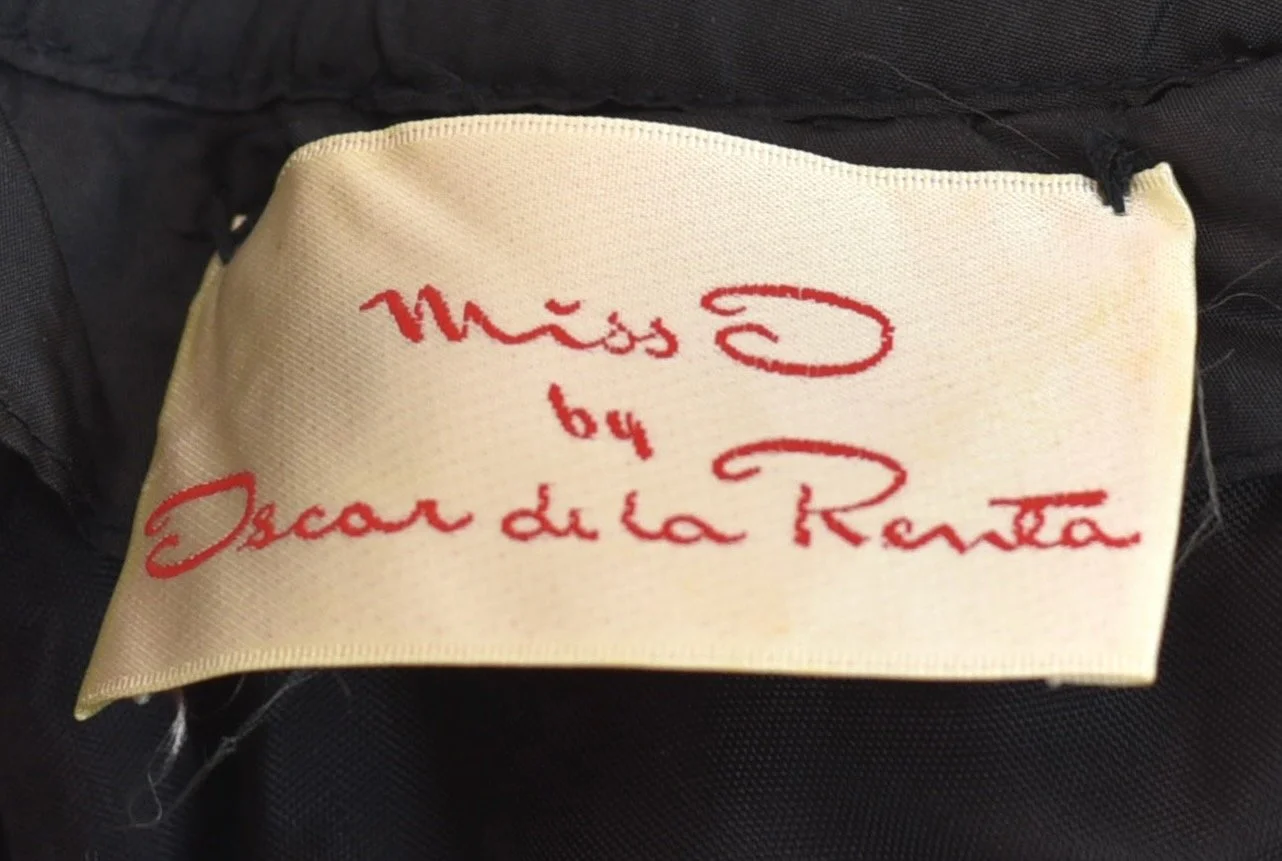 Miss O
by
Oscar de la Renta